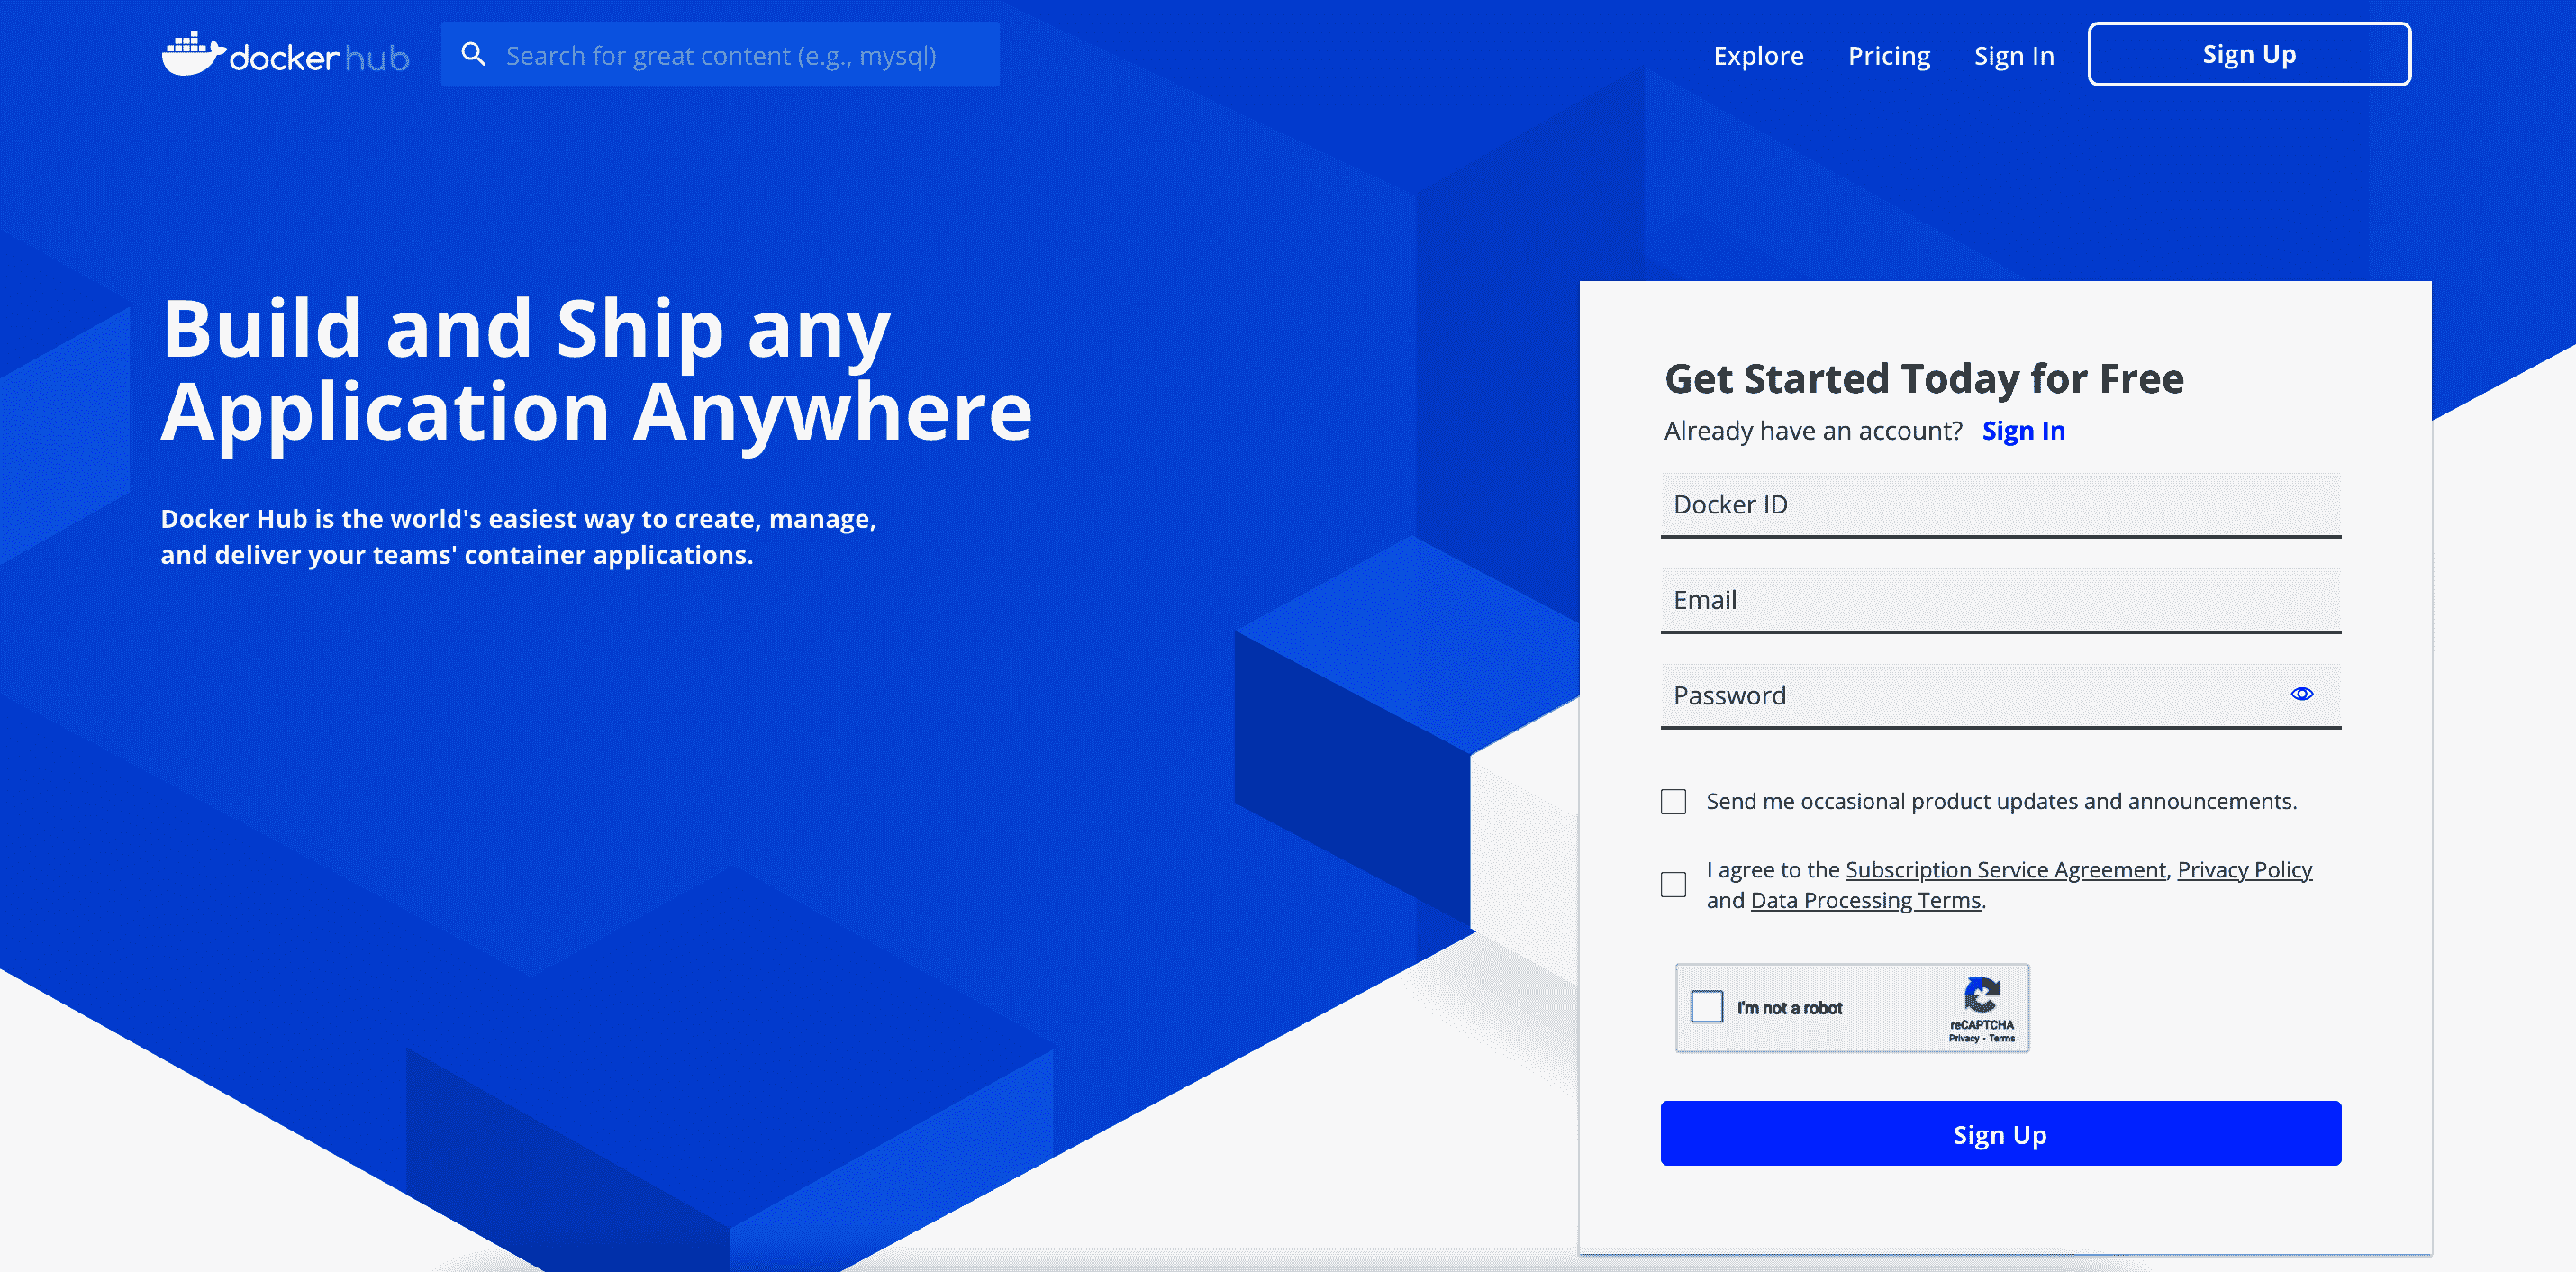 docker hub
Search for great content (e.g., mysql)
Explore
Pricing
Sign In
Sign Up
Build and Ship any
Application Anywhere
Docker Hub is the world's easiest way to create, manage,
and deliver your teams' container applications.
Get Started Today for Free
Already have an account? Sign In
Docker ID
Email
Password
Send me occasional product updates and announcements.
I agree to the Subscription Service Agreement, Privacy Policy
and Data Processing Terms.
I'm not a robot
reCAPTCHA
Privacy - Terms
Sign Up